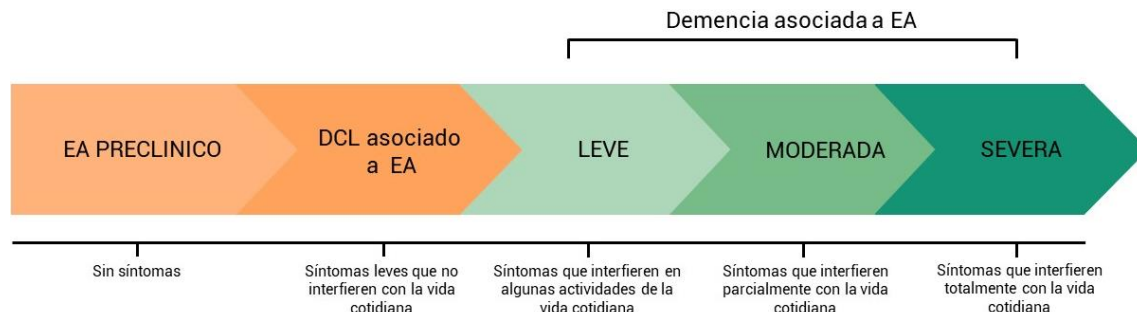 Demencia asociada a EA
EA PRECLINICO
DCL asociado
a EA
LEVE
MODERADA
SEVERA
Sin síntomas
Síntomas leves que no
interfieren con la vida
cotidiana
Síntomas que interfieren en
algunas actividades de la
vida cotidiana
Síntomas que interfieren
parcialmente con la vida
cotidiana
Síntomas que interfieren
totalmente con la vida
cotidiana